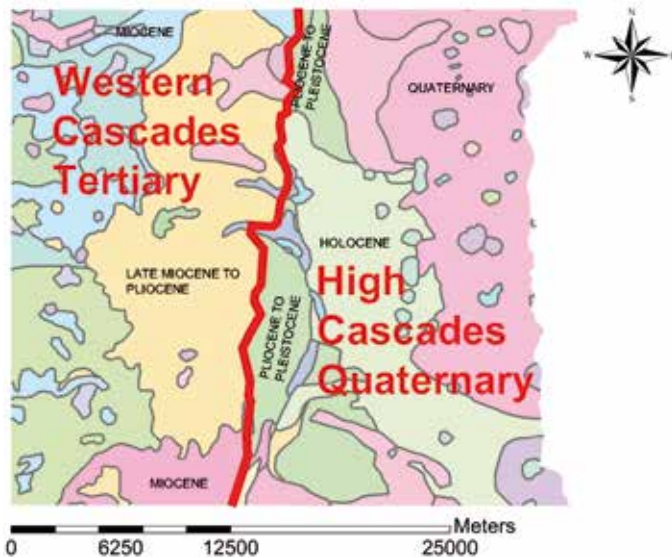 MIOCENE
PLIOCENE TO
PLEISTOCENE
N
W
S
Western
Cascades
Tertiary
QUATERNARY
HOLOCENE
LATE MIOCENE TO
PLIOCENE
High
Cascades
Quaternary
PLIOCENE TO
PLEISTOCENE
MIOCENE
Meters
0 6250 12500 25000